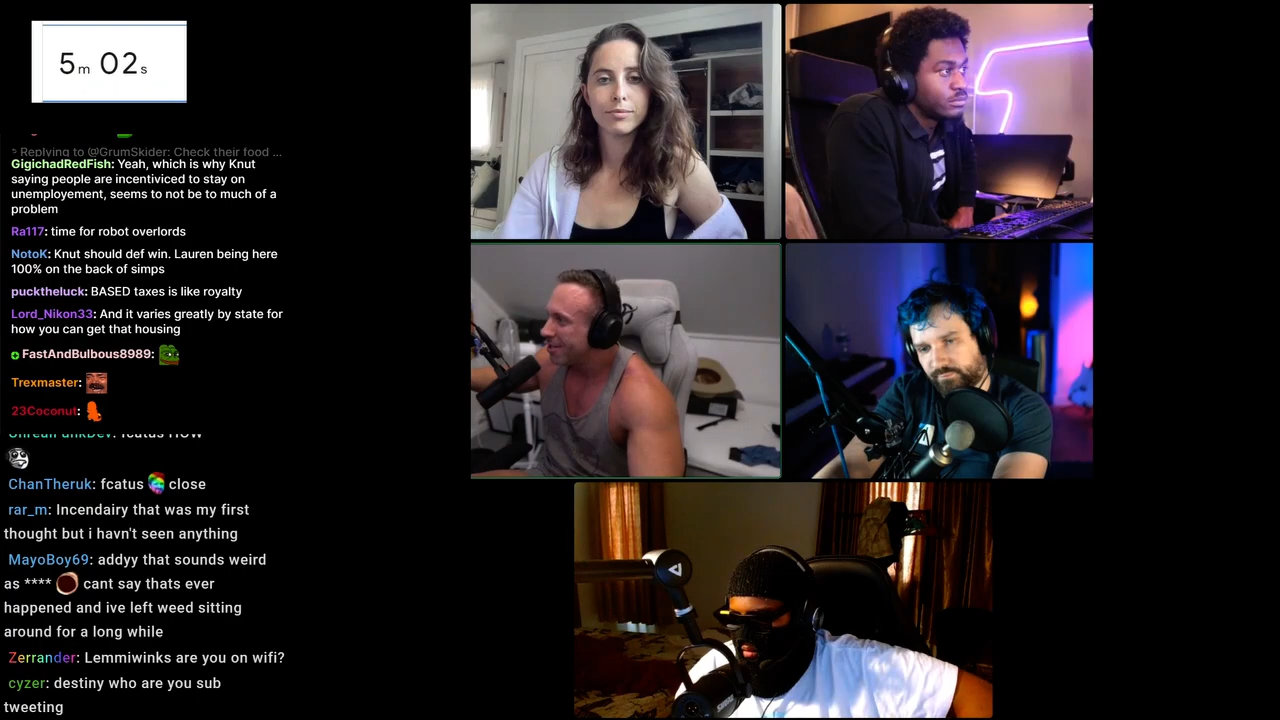 5m 02s
Replying to @GrumSkider: Check their food ...
GigichadRedFish: Yeah, which is why Knut
saying people are incentiviced to stay on
unemployement, seems to not be to much of a
problem
Ra117: time for robot overlords
NotoK: Knut should def win. Lauren being here
100% on the back of simps
pucktheluck: BASED taxes is like royalty
Lord_Nikon33: And it varies greatly by state for
how you can get that housing
FastAndBulbous8989:
Trexmaster:
23Coconut:
ChanTheruk: fcatus close
rar_m: Incendairy that was my first
thought but i havn't seen anything
MayoBoy69: addyy that sounds weird
as **** cant say thats ever
happened and ive left weed sitting
around for a long while
Zerrander: Lemmiwinks are you on wifi?
cyzer: destiny who are you sub
tweeting